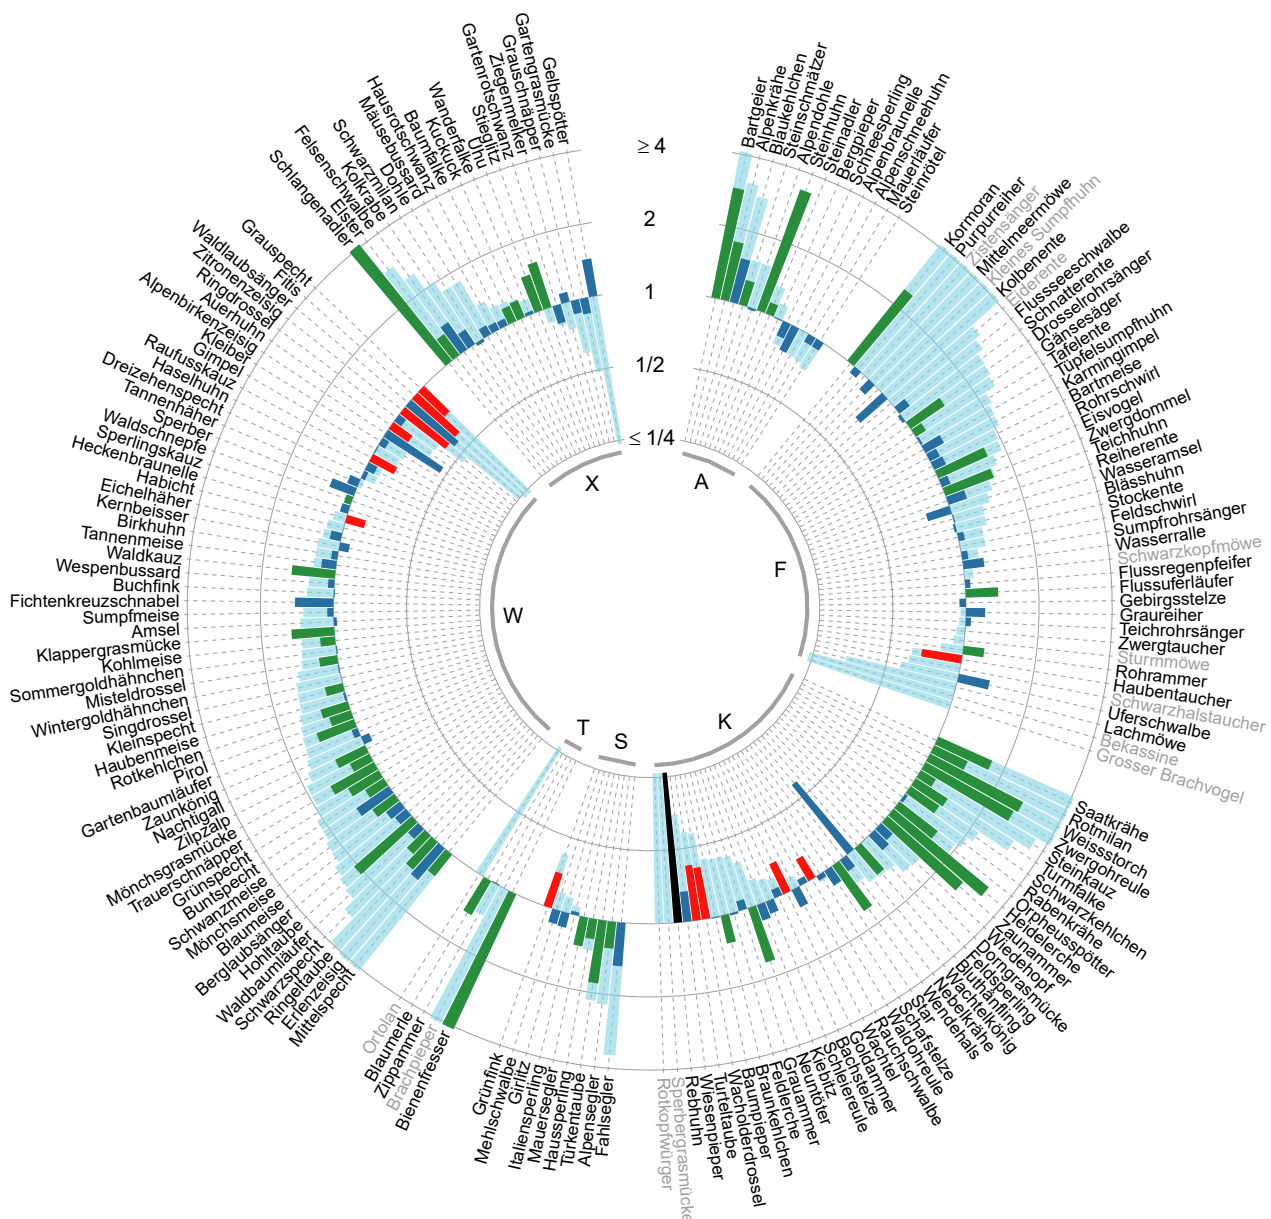 ≥ 4
2
1
1/2
≤ 1/4
A
F
K
S
T
W
X
Bartgeier
Alpenkrähe
Blaukehlchen
Steinschmätzer
Alpendohle
Steinhuhn
Steinadler
Bergpieper
Schneesperling
Alpenbraunelle
Alpenschneehuhn
Mauerläufer
Steinrötel
Kormoran
Purpurreiher
Zistensänger
Mittelmeermöwe
Kleines Sumpfhuhn
Kolbenente
Eiderente
Flussseeschwalbe
Schnatterente
Drosselrohrsänger
Gänsesäger
Tafelente
Tüpfelsumpfhuhn
Karmingimpel
Bartmeise
Rohrschwirl
Eisvogel
Zwergdommel
Teichhuhn
Reiherente
Wasseramsel
Blässhuhn
Stockente
Feldschwirl
Sumpfrohrsänger
Wasserralle
Schwarzkopfmöwe
Flussregenpfeifer
Flussuferläufer
Gebirgsstelze
Graureiher
Teichrohrsänger
Zwergtaucher
Sturmmöwe
Rohrammer
Haubentaucher
Schwarzhalstaucher
Uferschwalbe
Lachmöwe
Bekassine
Grosser Brachvogel
Saatkrähe
Rotmilan
Weissstorch
Zwergohreule
Steinkauz
Turmfalke
Schwarzkehlchen
Rabenkrähe
Orpheusspötter
Heidelerche
Zaunammer
Wiedehopf
Dorngrasmücke
Feldsperling
Bluthänfling
Wachtelkönig
Nebelkrähe
Wendehals
Star
Schafstelze
Waldohreule
Rauchschwalbe
Wachtel
Goldammer
Bachstelze
Schleiereule
Kiebitz
Neuntöter
Grauammer
Feldlerche
Braunkehlchen
Baumpieper
Wacholderdrossel
Turteltaube
Wiesenpieper
Rebhuhn
Sperbergrasmücke
Rotkopfwürger
Fahlsegler
Alpensegler
Türkentaube
Haussperling
Mauersegler
Italiensperling
Girlitz
Mehlschwalbe
Grünfink
Bienenfresser
Brachpieper
Zippammer
Blaumerle
Ortolan
Mittelspecht
Erlenzeisig
Ringeltaube
Schwarzspecht
Waldbaumläufer
Hohltaube
Berglaubsänger
Blaumeise
Mönchsmeise
Schwanzmeise
Buntspecht
Grünspecht
Trauerschnäpper
Mönchsgrasmücke
Zilpzalp
Nachtigall
Zaunkönig
Gartenbaumläufer
Pirol
Rotkehlchen
Haubenmeise
Kleinspecht
Singdrossel
Wintergoldhähnchen
Misteldrossel
Sommergoldhähnchen
Kohlmeise
Klappergrasmücke
Amsel
Sumpfmeise
Fichtenkreuzschnabel
Buchfink
Wespenbussard
Waldkauz
Tannenmeise
Birkhuhn
Kernbeisser
Eichelhäher
Habicht
Heckenbraunelle
Sperlingskauz
Waldschnepfe
Sperber
Tannenhäher
Dreizehenspecht
Haselhuhn
Raufusskauz
Gimpel
Kleiber
Alpenbirkenzeisig
Auerhuhn
Ringdrossel
Zitronenzeisig
Waldlaubsänger
Fitis
Grauspecht
Schlangenadler
Elster
Felsenschwalbe
Kolkrabe
Schwarzmilan
Dohle
Mäusebussard
Hausrotschwanz
Baumfalke
Kuckuck
Wanderfalke
Uhu
Stieglitz
Gartenrotschwanz
Ziegenmelker
Grauschnäpper
Gartengrasmücke
Gelbspötter